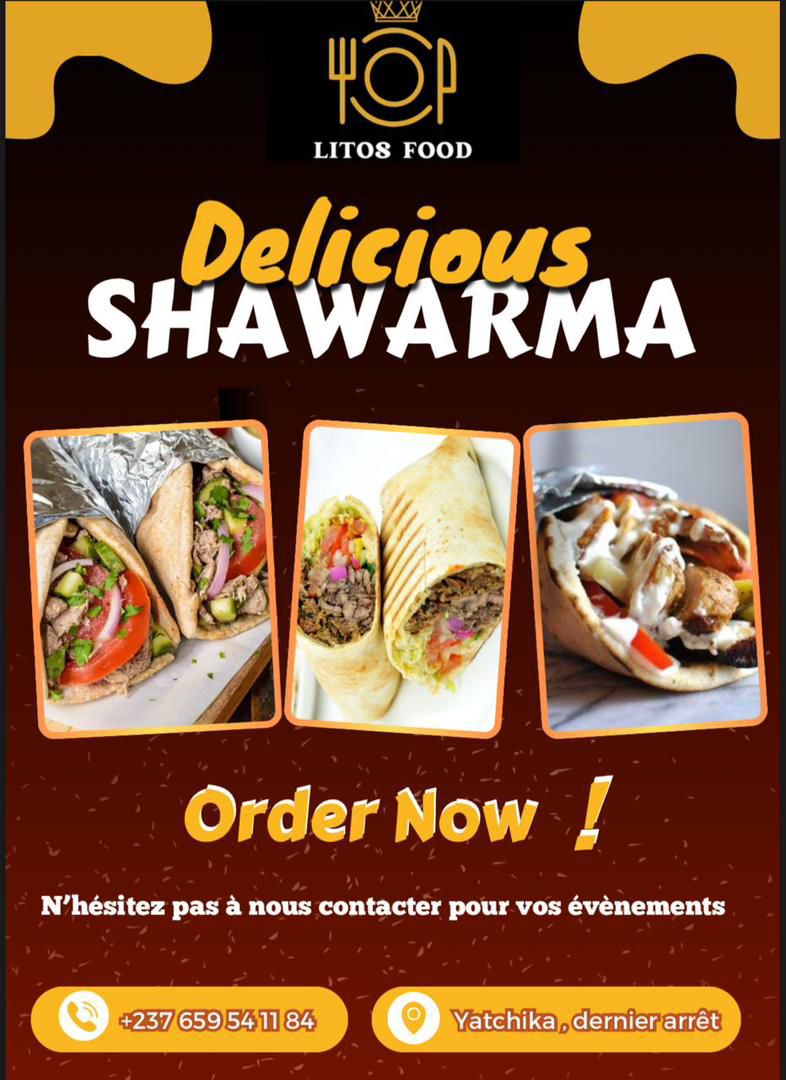 LITOS FOOD
Delicious
SHAWARMA
Order Now !
N'hésitez pas à nous contacter pour vos évènements
+237 659 54 11 84
Yatchika , dernier arrêt